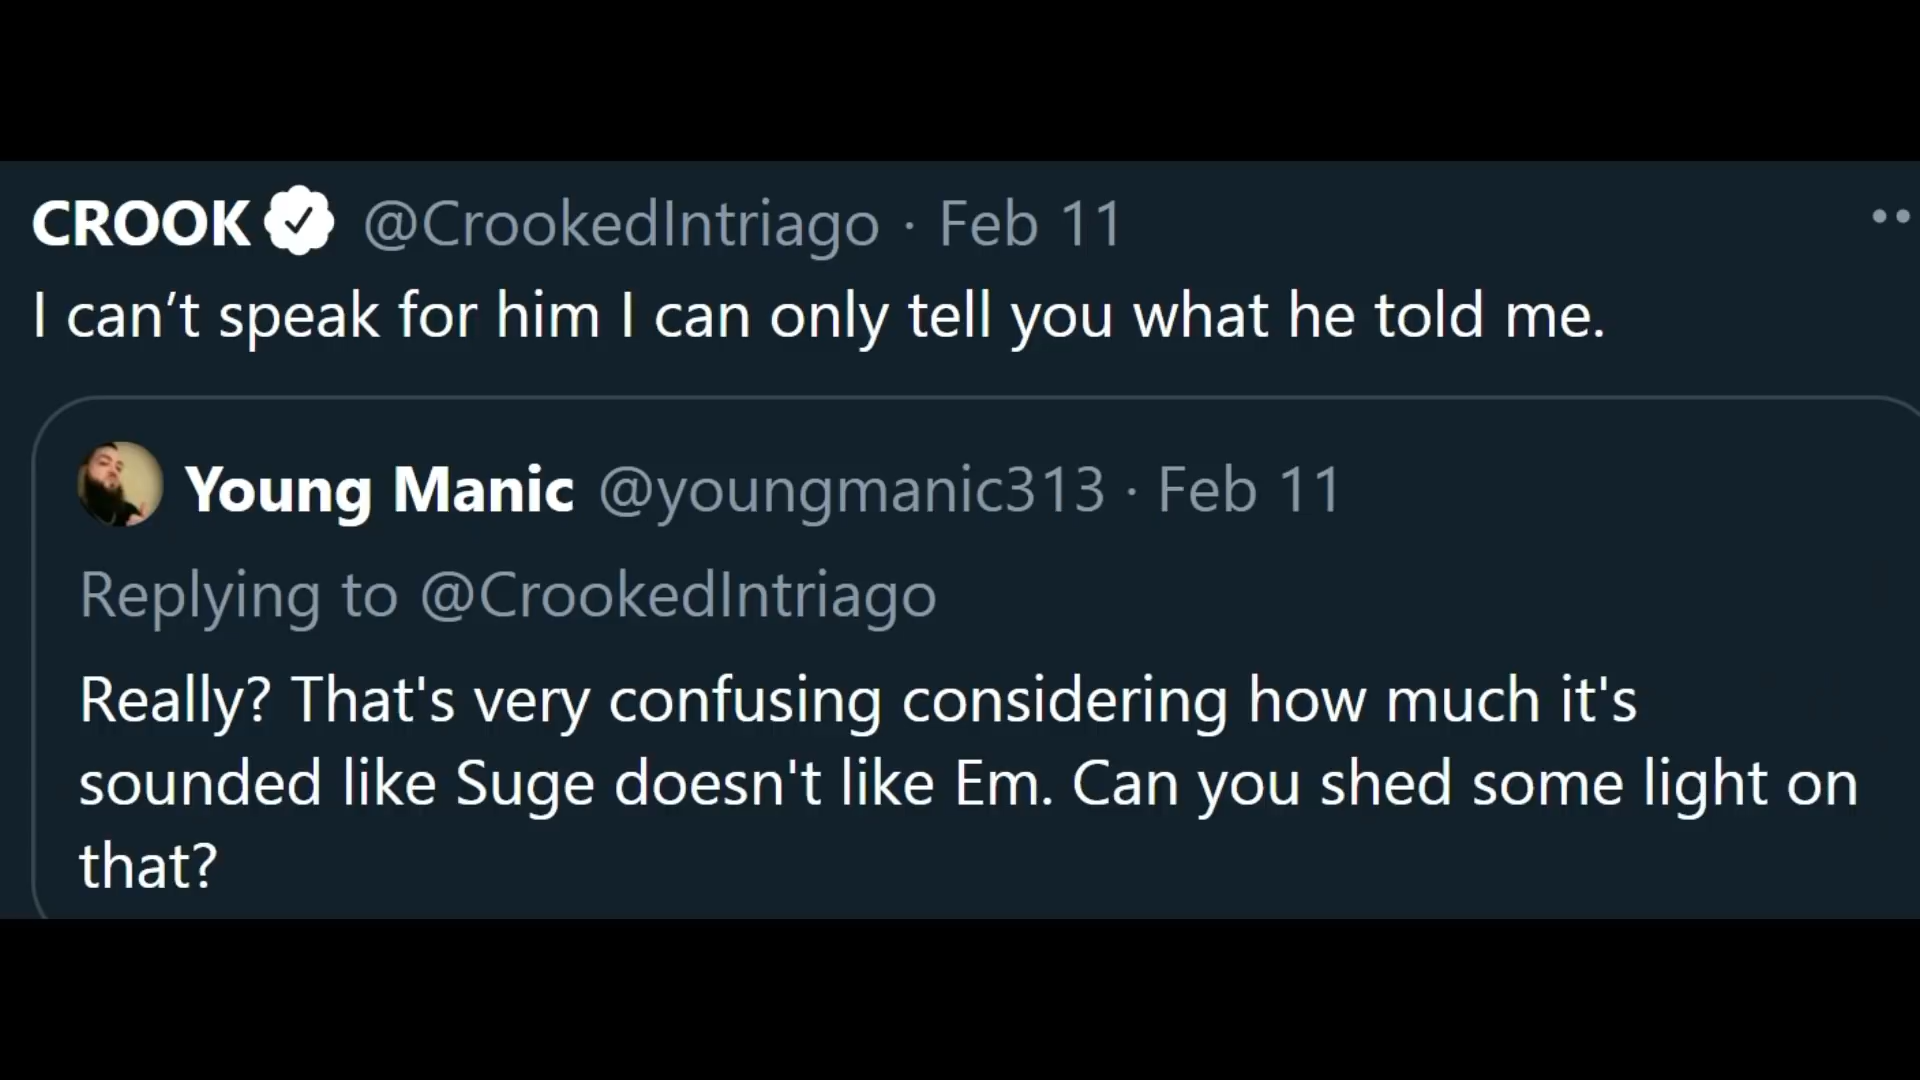 CROOK @CrookedIntriago · Feb 11
I can’t speak for him I can only tell you what he told me.
Young Manic @youngmanic313 · Feb 11
Replying to @CrookedIntriago
Really? That's very confusing considering how much it's
sounded like Suge doesn't like Em. Can you shed some light on
that?